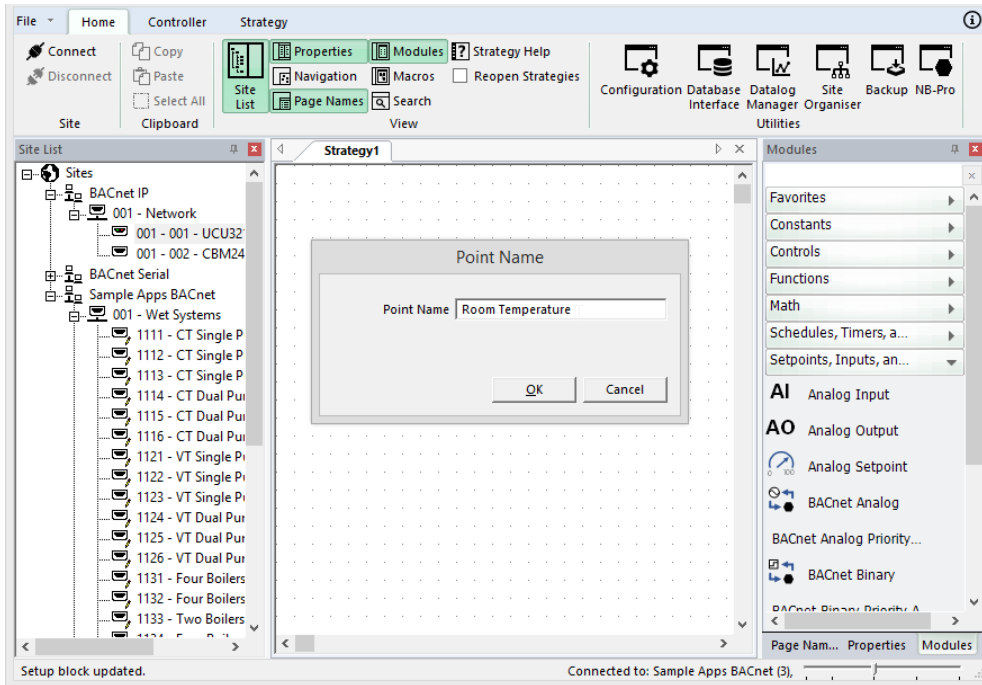 File Home Controller Strategy
Connect Copy Properties Modules Strategy Help
Disconnect Paste Site List Navigation Macros Reopen Strategies
Select All Page Names Search
Configuration Database Interface Datalog Manager Site Organiser Backup NB-Pro
Site Clipboard View Utilities
Site List
Sites
BACnet IP
001 - Network
001 - 001 - UCU32
001 - 002 - CBM24
BACnet Serial
Sample Apps BACnet
001 - Wet Systems
1111 - CT Single P
1112 - CT Single P
1113 - CT Single P
1114 - CT Dual Pu
1115 - CT Dual Pu
1116 - CT Dual Pu
1121 - VT Single P
1122 - VT Single P
1123 - VT Single P
1124 - VT Dual Pur
1125 - VT Dual Pur
1126 - VT Dual Pur
1131 - Four Boilers
1132 - Four Boilers
1133 - Two Boilers
Strategy1
Point Name
Point Name Room Temperature
OK Cancel
Modules
Favorites
Constants
Controls
Functions
Math
Schedules, Timers, a...
Setpoints, Inputs, an...
AI Analog Input
AO Analog Output
0 100 Analog Setpoint
BACnet Analog
BACnet Analog Priority...
BACnet Binary
BACnet Binary Priority A
Page Nam... Properties Modules
Setup block updated.
Connected to: Sample Apps BACnet (3),